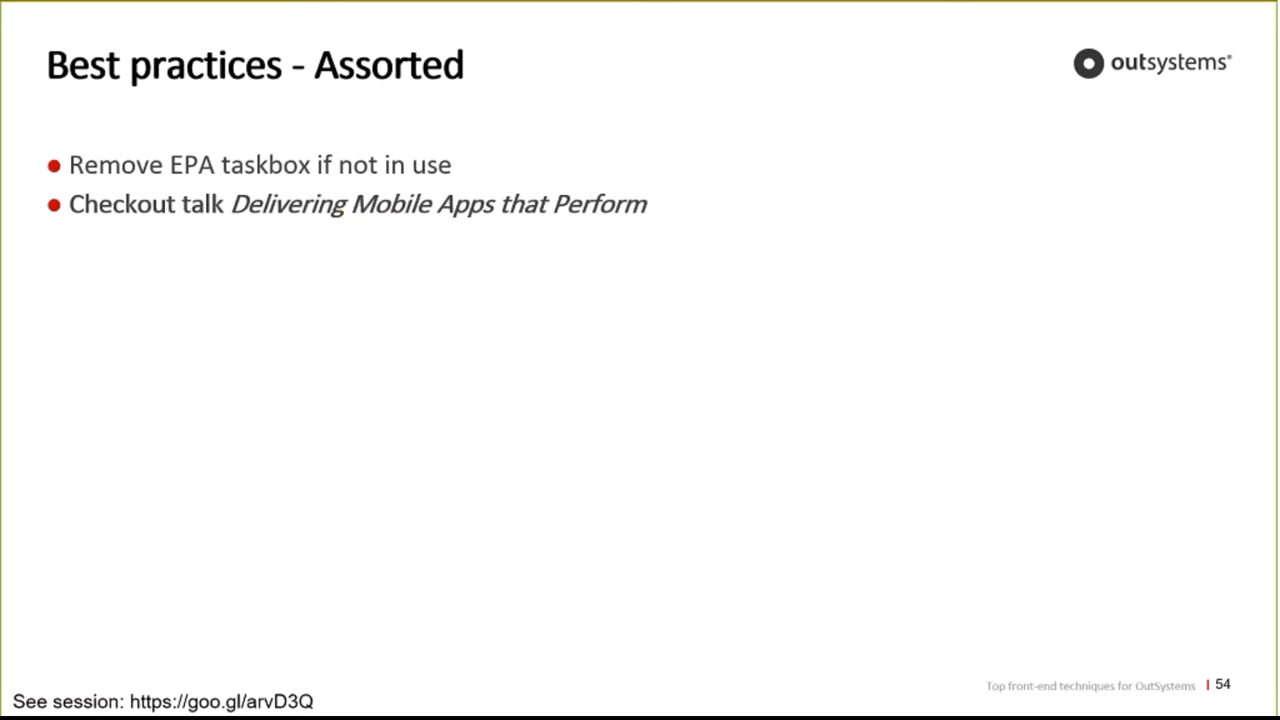 Best practices - Assorted
outsystems®
Remove EPA taskbox if not in use
Checkout talk Delivering Mobile Apps that Perform
Top front-end techniques for OutSystems | 54
See session: https://goo.gl/arvD3Q